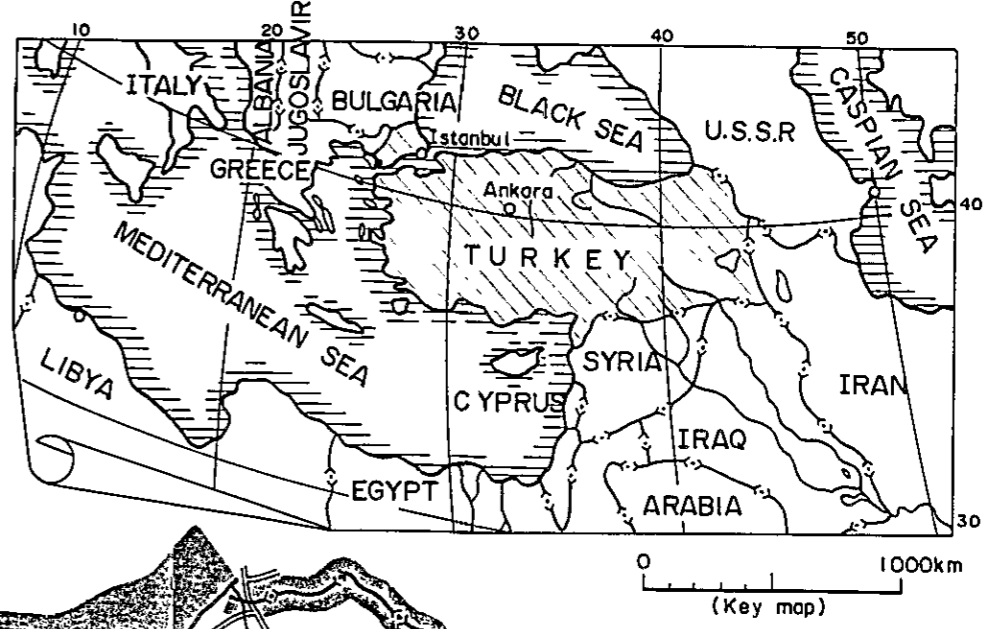 10
20
30
40
50
ITALY
ALBANIA
JUGOSLAVIR
BULGARIA
BLACK SEA
U.S.S.R
CASPIAN SEA
Istanbul
GREECE
Ankara
40
TURKEY
MEDITERRANEAN SEA
LIBYA
SYRIA
IRAN
CYPRUS
IRAQ
EGYPT
ARABIA
30
0 1000km
(Key map)